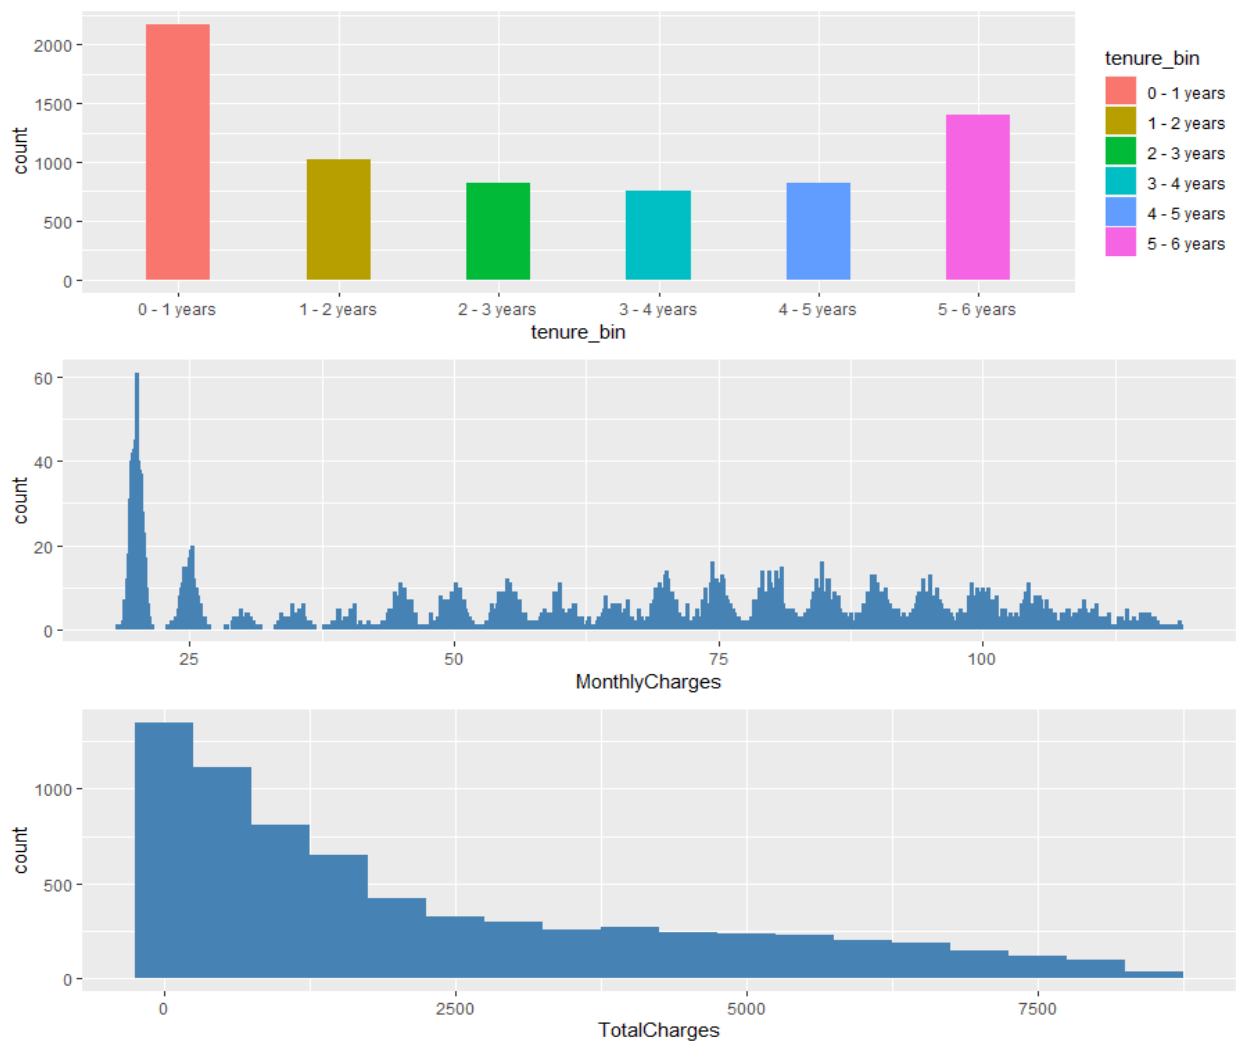 2000
1500
1000
500
0
count
0 - 1 years
1 - 2 years
2 - 3 years
3 - 4 years
4 - 5 years
5 - 6 years
tenure_bin
tenure_bin
0 - 1 years
1 - 2 years
2 - 3 years
3 - 4 years
4 - 5 years
5 - 6 years
60
40
20
0
count
25 50 75 100
MonthlyCharges
1000
500
0
count
0 2500 5000 7500
TotalCharges